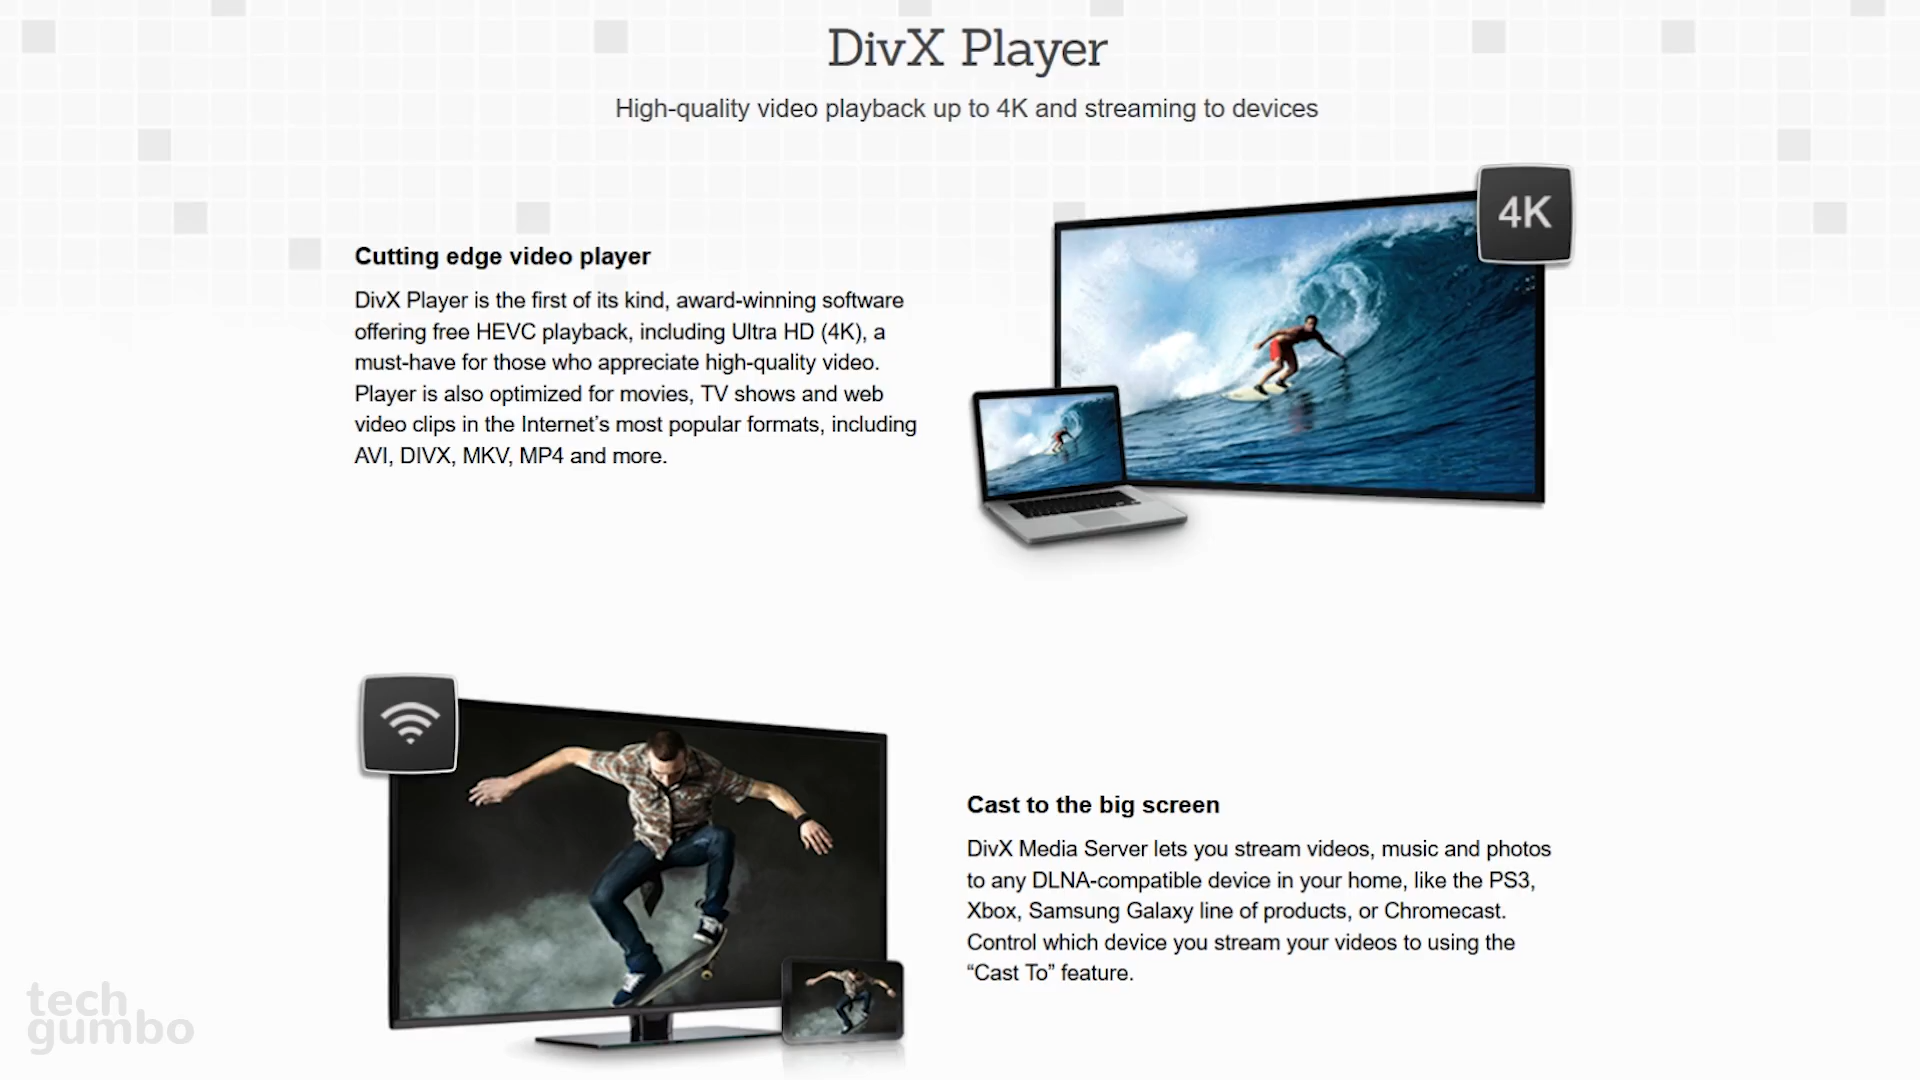 DivX Player
High-quality video playback up to 4K and streaming to devices
4K
Cutting edge video player
DivX Player is the first of its kind, award-winning software
offering free HEVC playback, including Ultra HD (4K), a
must-have for those who appreciate high-quality video.
Player is also optimized for movies, TV shows and web
video clips in the Internet’s most popular formats, including
AVI, DIVX, MKV, MP4 and more.
Cast to the big screen
DivX Media Server lets you stream videos, music and photos
to any DLNA-compatible device in your home, like the PS3,
Xbox, Samsung Galaxy line of products, or Chromecast.
Control which device you stream your videos to using the
“Cast To” feature.
tech
gumbo